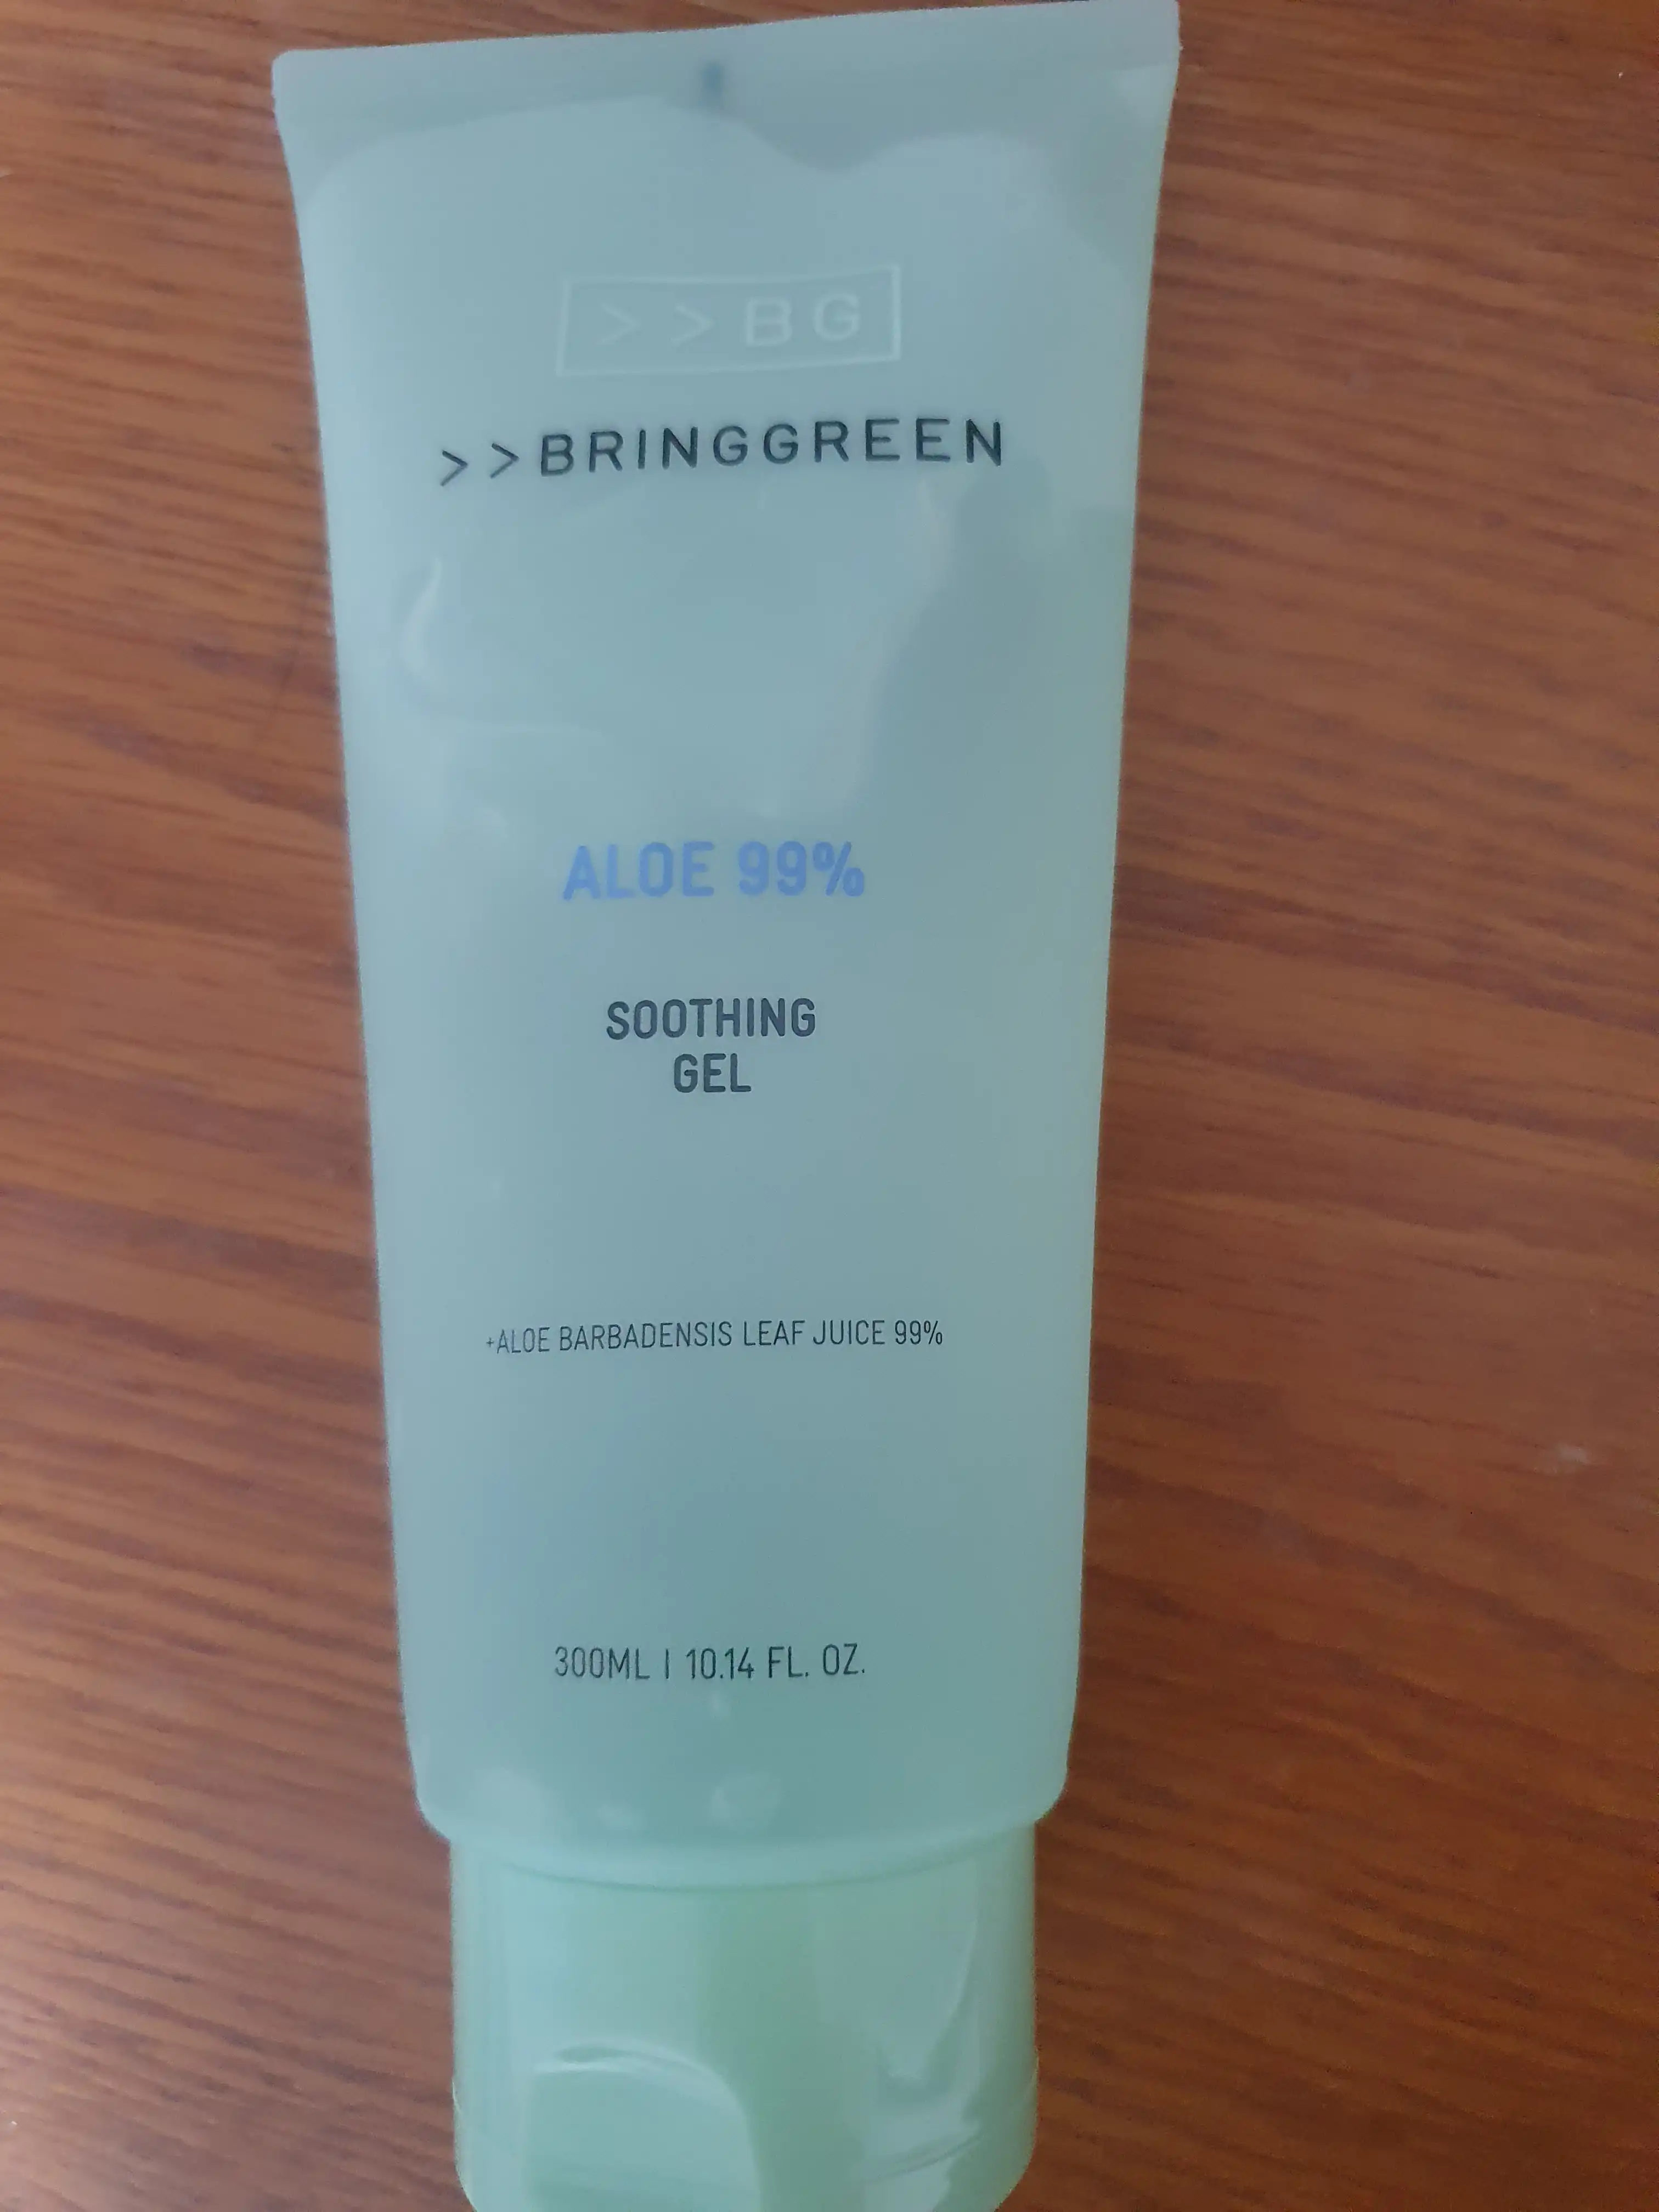 >>BG
>>BRINGGREEN
ALOE 99%
SOOTHING
GEL
+ALOE BARBADENSIS LEAF JUICE 99%
300ML | 10.14 FL. OZ.